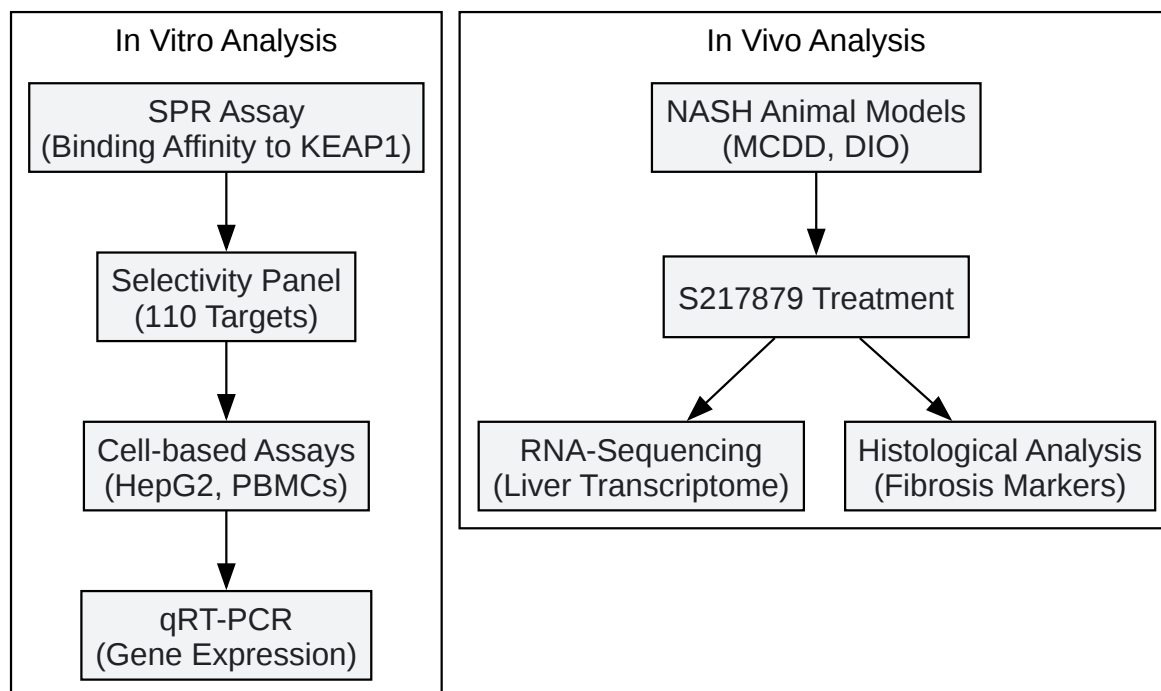 In Vitro Analysis
SPR Assay
(Binding Affinity to KEAP1)
Selectivity Panel
(110 Targets)
Cell-based Assays
(HepG2, PBMCs)
qRT-PCR
(Gene Expression)
In Vivo Analysis
NASH Animal Models
(MCDD, DIO)
S217879 Treatment
RNA-Sequencing
(Liver Transcriptome)
Histological Analysis
(Fibrosis Markers)